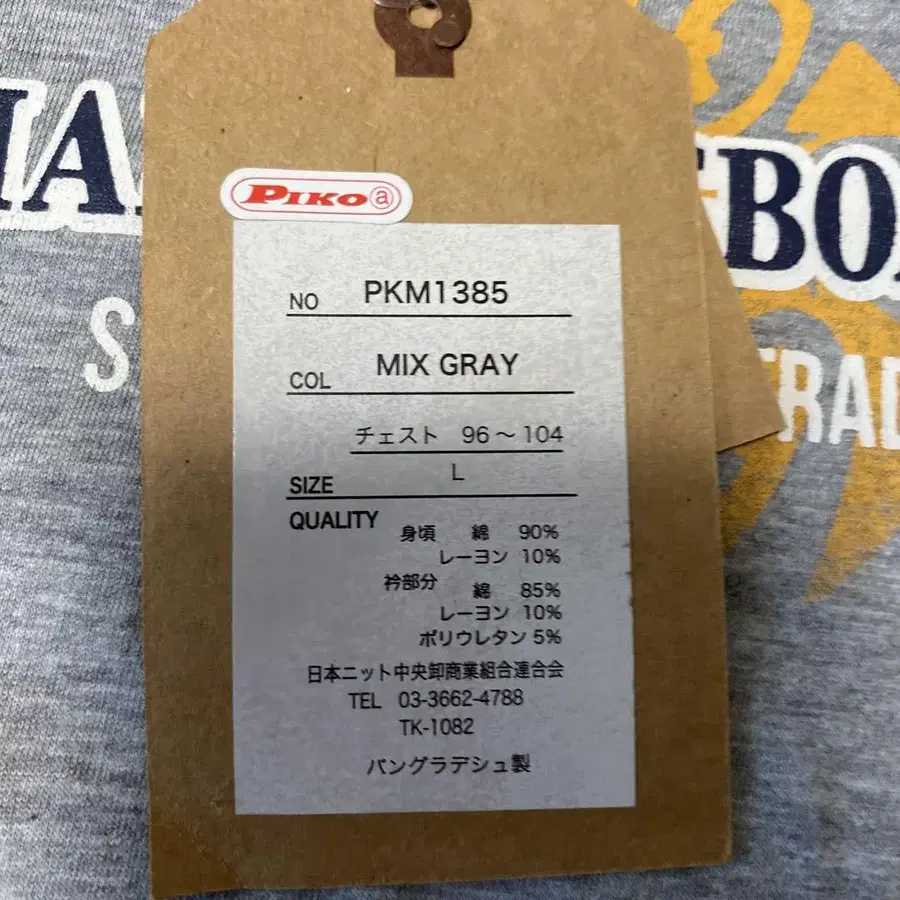 PIKO a
NO PKM1385
COL MIX GRAY
チェスト 96～104
SIZE L
QUALITY 身頃 綿 90%
レーヨン 10%
衿部分 綿 85%
レーヨン 10%
ポリウレタン 5%
日本ニット中央卸商業組合連合会
TEL 03-3662-4788
TK-1082
バングラデシュ製